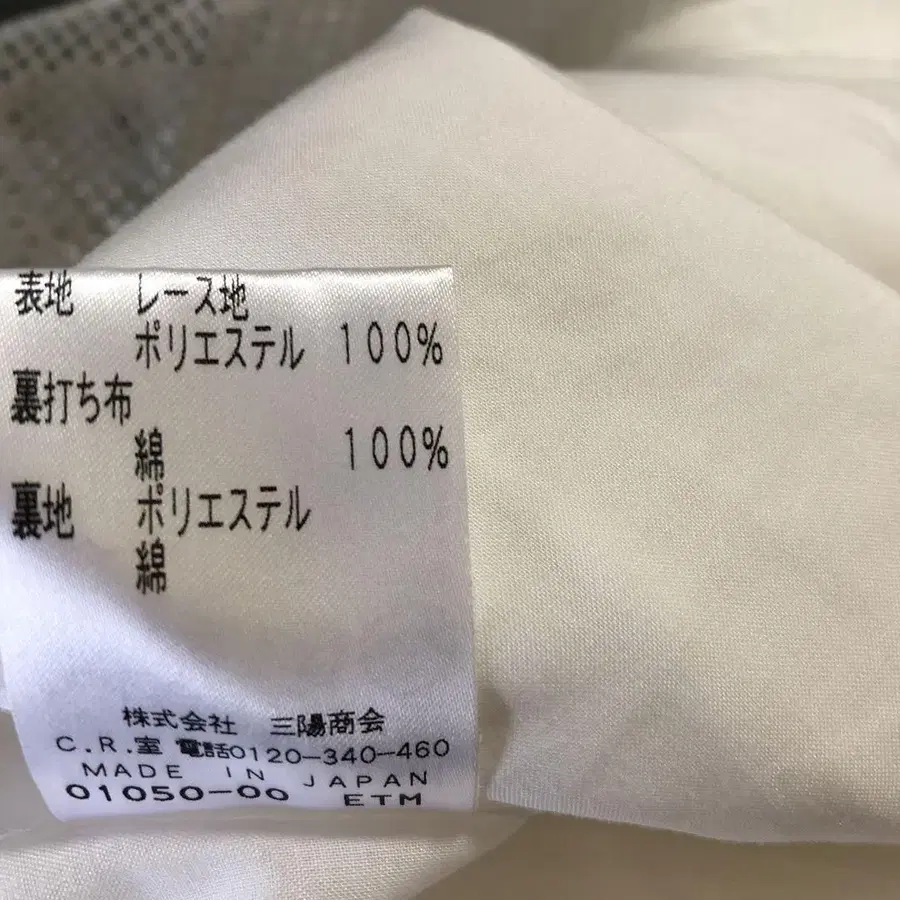 表地 レース地
ポリエステル 100%
裏打ち布
綿 100%
裏地 ポリエステル
綿
株式会社 三陽商会
C.R.室 電話0120-340-460
MADE IN JAPAN
01050-00 ETM